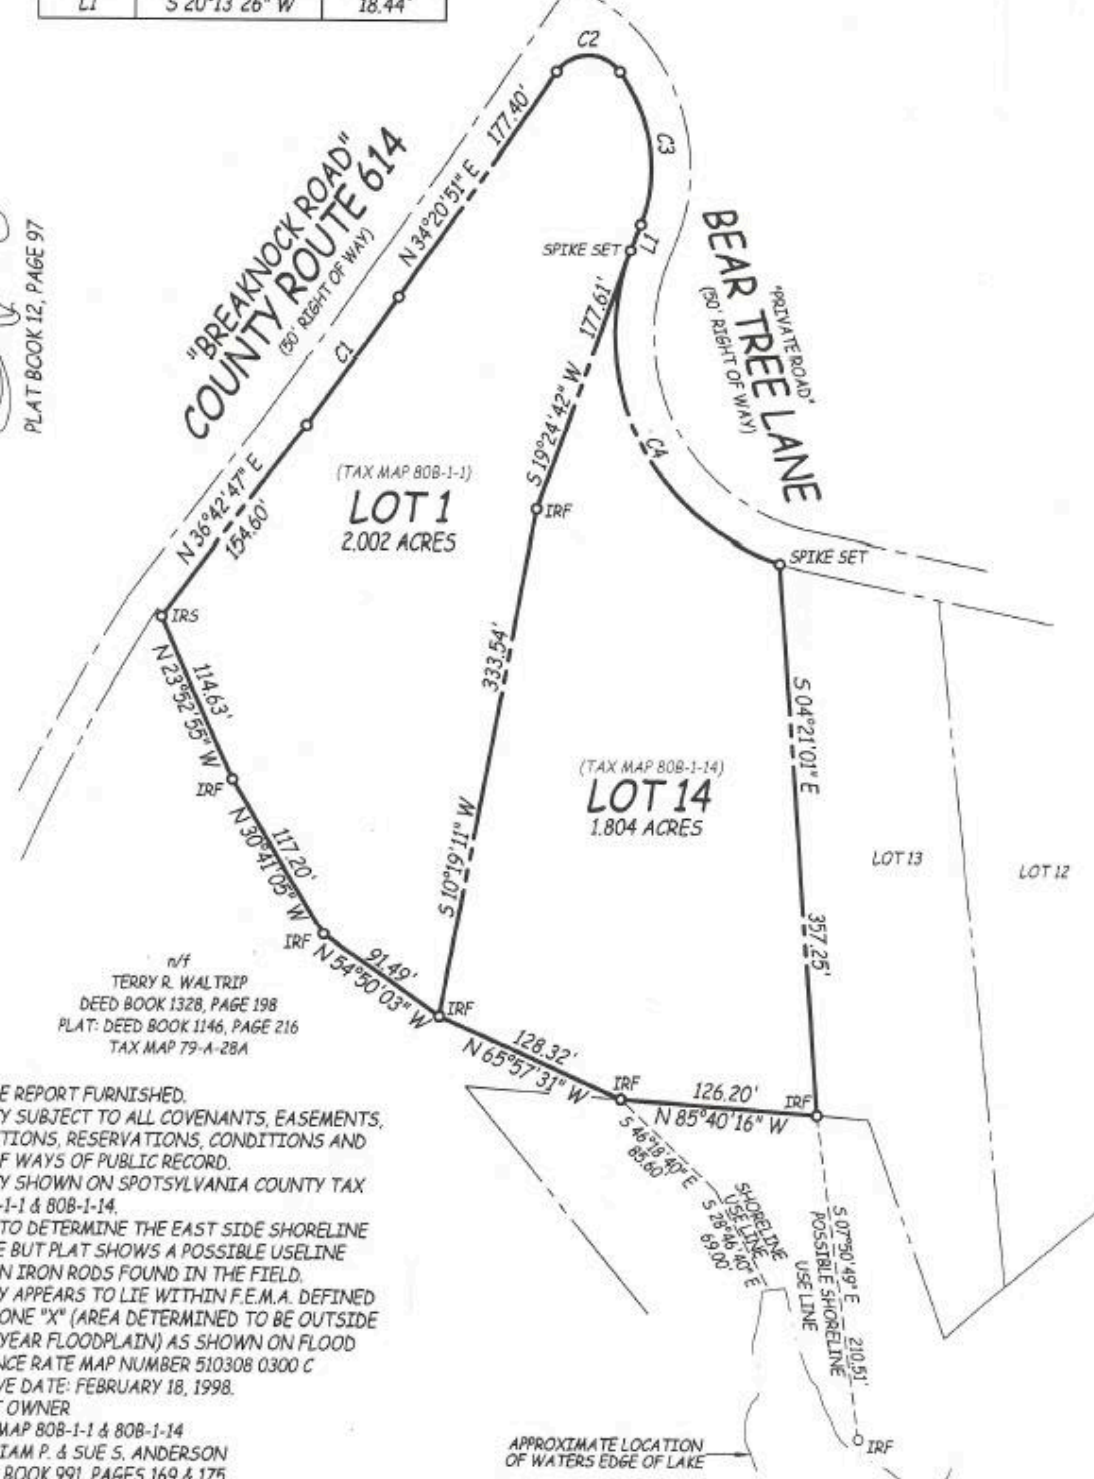 L1 S 20°13'26" W 18.44'
C2
177.40'
N 34°20'51" E
C3
"BREAKNOCK ROAD"
COUNTY ROUTE 614
(50' RIGHT OF WAY)
PLAT BOOK 12, PAGE 97
SPIKE SET
L1
BEAR TREE LANE
"PRIVATE ROAD"
(50' RIGHT OF WAY)
177.61'
S 19°24'42" W
C1
C4
N 36°42'47" E
154.60'
(TAX MAP 80B-1-1)
LOT 1
2.002 ACRES
IRF
SPIKE SET
IRS
114.63'
N 23°52'55" W
333.54'
S 10°19'11" W
S 04°21'01" E
357.25'
IRF
117.20'
N 30°41'05" W
(TAX MAP 80B-1-14)
LOT 14
1.804 ACRES
LOT 13
LOT 12
IRF
91.49'
N 54°50'03" W
IRF
n/f
TERRY R. WALTRIP
DEED BOOK 1328, PAGE 198
PLAT: DEED BOOK 1146, PAGE 216
TAX MAP 79-A-28A
128.32'
N 65°57'31" W
IRF
126.20'
N 85°40'16" W
IRF
S 46°18'40" E
85.60'
SHORELINE
USE LINE
S 28°46'40" E
69.00'
S 07°50'49" E 210.51'
POSSIBLE SHORELINE
USE LINE
IRF
APPROXIMATE LOCATION
OF WATERS EDGE OF LAKE
E REPORT FURNISHED.
Y SUBJECT TO ALL COVENANTS, EASEMENTS,
TIONS, RESERVATIONS, CONDITIONS AND
F WAYS OF PUBLIC RECORD.
Y SHOWN ON SPOTSYLVANIA COUNTY TAX
-1-1 & 80B-1-14.
TO DETERMINE THE EAST SIDE SHORELINE
E BUT PLAT SHOWS A POSSIBLE USELINE
N IRON RODS FOUND IN THE FIELD.
Y APPEARS TO LIE WITHIN F.E.M.A. DEFINED
ONE "X" (AREA DETERMINED TO BE OUTSIDE
YEAR FLOODPLAIN) AS SHOWN ON FLOOD
NCE RATE MAP NUMBER 510308 0300 C
VE DATE: FEBRUARY 18, 1998.
T OWNER
MAP 80B-1-1 & 80B-1-14
IAM P. & SUE S. ANDERSON
BOOK 991, PAGES 169 & 175